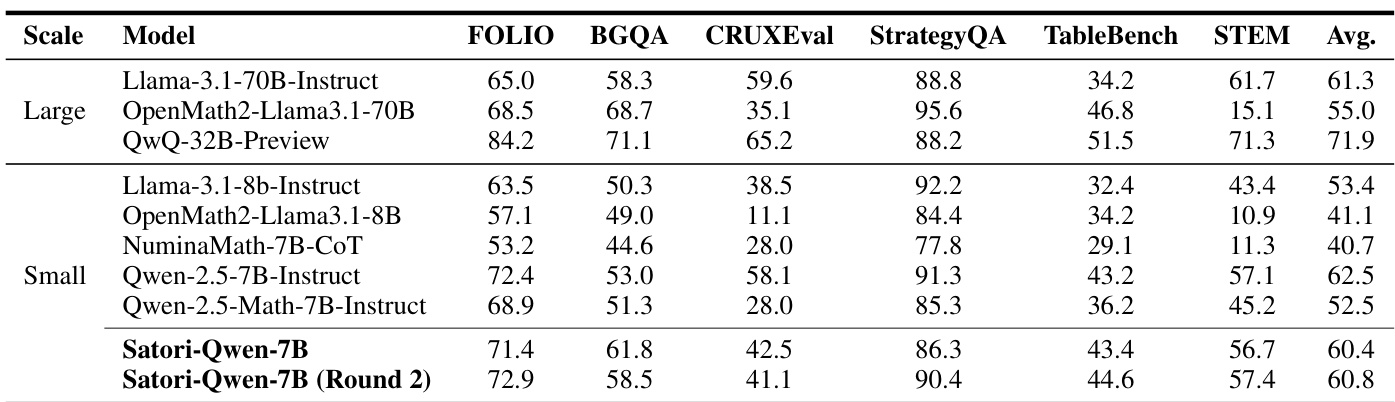 Scale Model FOLIO BGQA CRUXEval StrategyQA TableBench STEM Avg.
Llama-3.1-70B-Instruct 65.0 58.3 59.6 88.8 34.2 61.7 61.3
Large OpenMath2-Llama3.1-70B 68.5 68.7 35.1 95.6 46.8 15.1 55.0
QwQ-32B-Preview 84.2 71.1 65.2 88.2 51.5 71.3 71.9
Llama-3.1-8b-Instruct 63.5 50.3 38.5 92.2 32.4 43.4 53.4
OpenMath2-Llama3.1-8B 57.1 49.0 11.1 84.4 34.2 10.9 41.1
NuminaMath-7B-CoT 53.2 44.6 28.0 77.8 29.1 11.3 40.7
Small Qwen-2.5-7B-Instruct 72.4 53.0 58.1 91.3 43.2 57.1 62.5
Qwen-2.5-Math-7B-Instruct 68.9 51.3 28.0 85.3 36.2 45.2 52.5
Satori-Qwen-7B 71.4 61.8 42.5 86.3 43.4 56.7 60.4
Satori-Qwen-7B (Round 2) 72.9 58.5 41.1 90.4 44.6 57.4 60.8